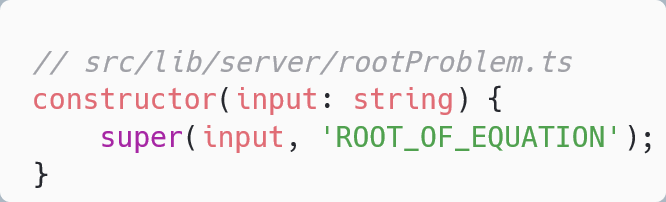 // src/lib/server/rootProblem.ts
constructor(input: string) {
    super(input, 'ROOT_OF_EQUATION');
}